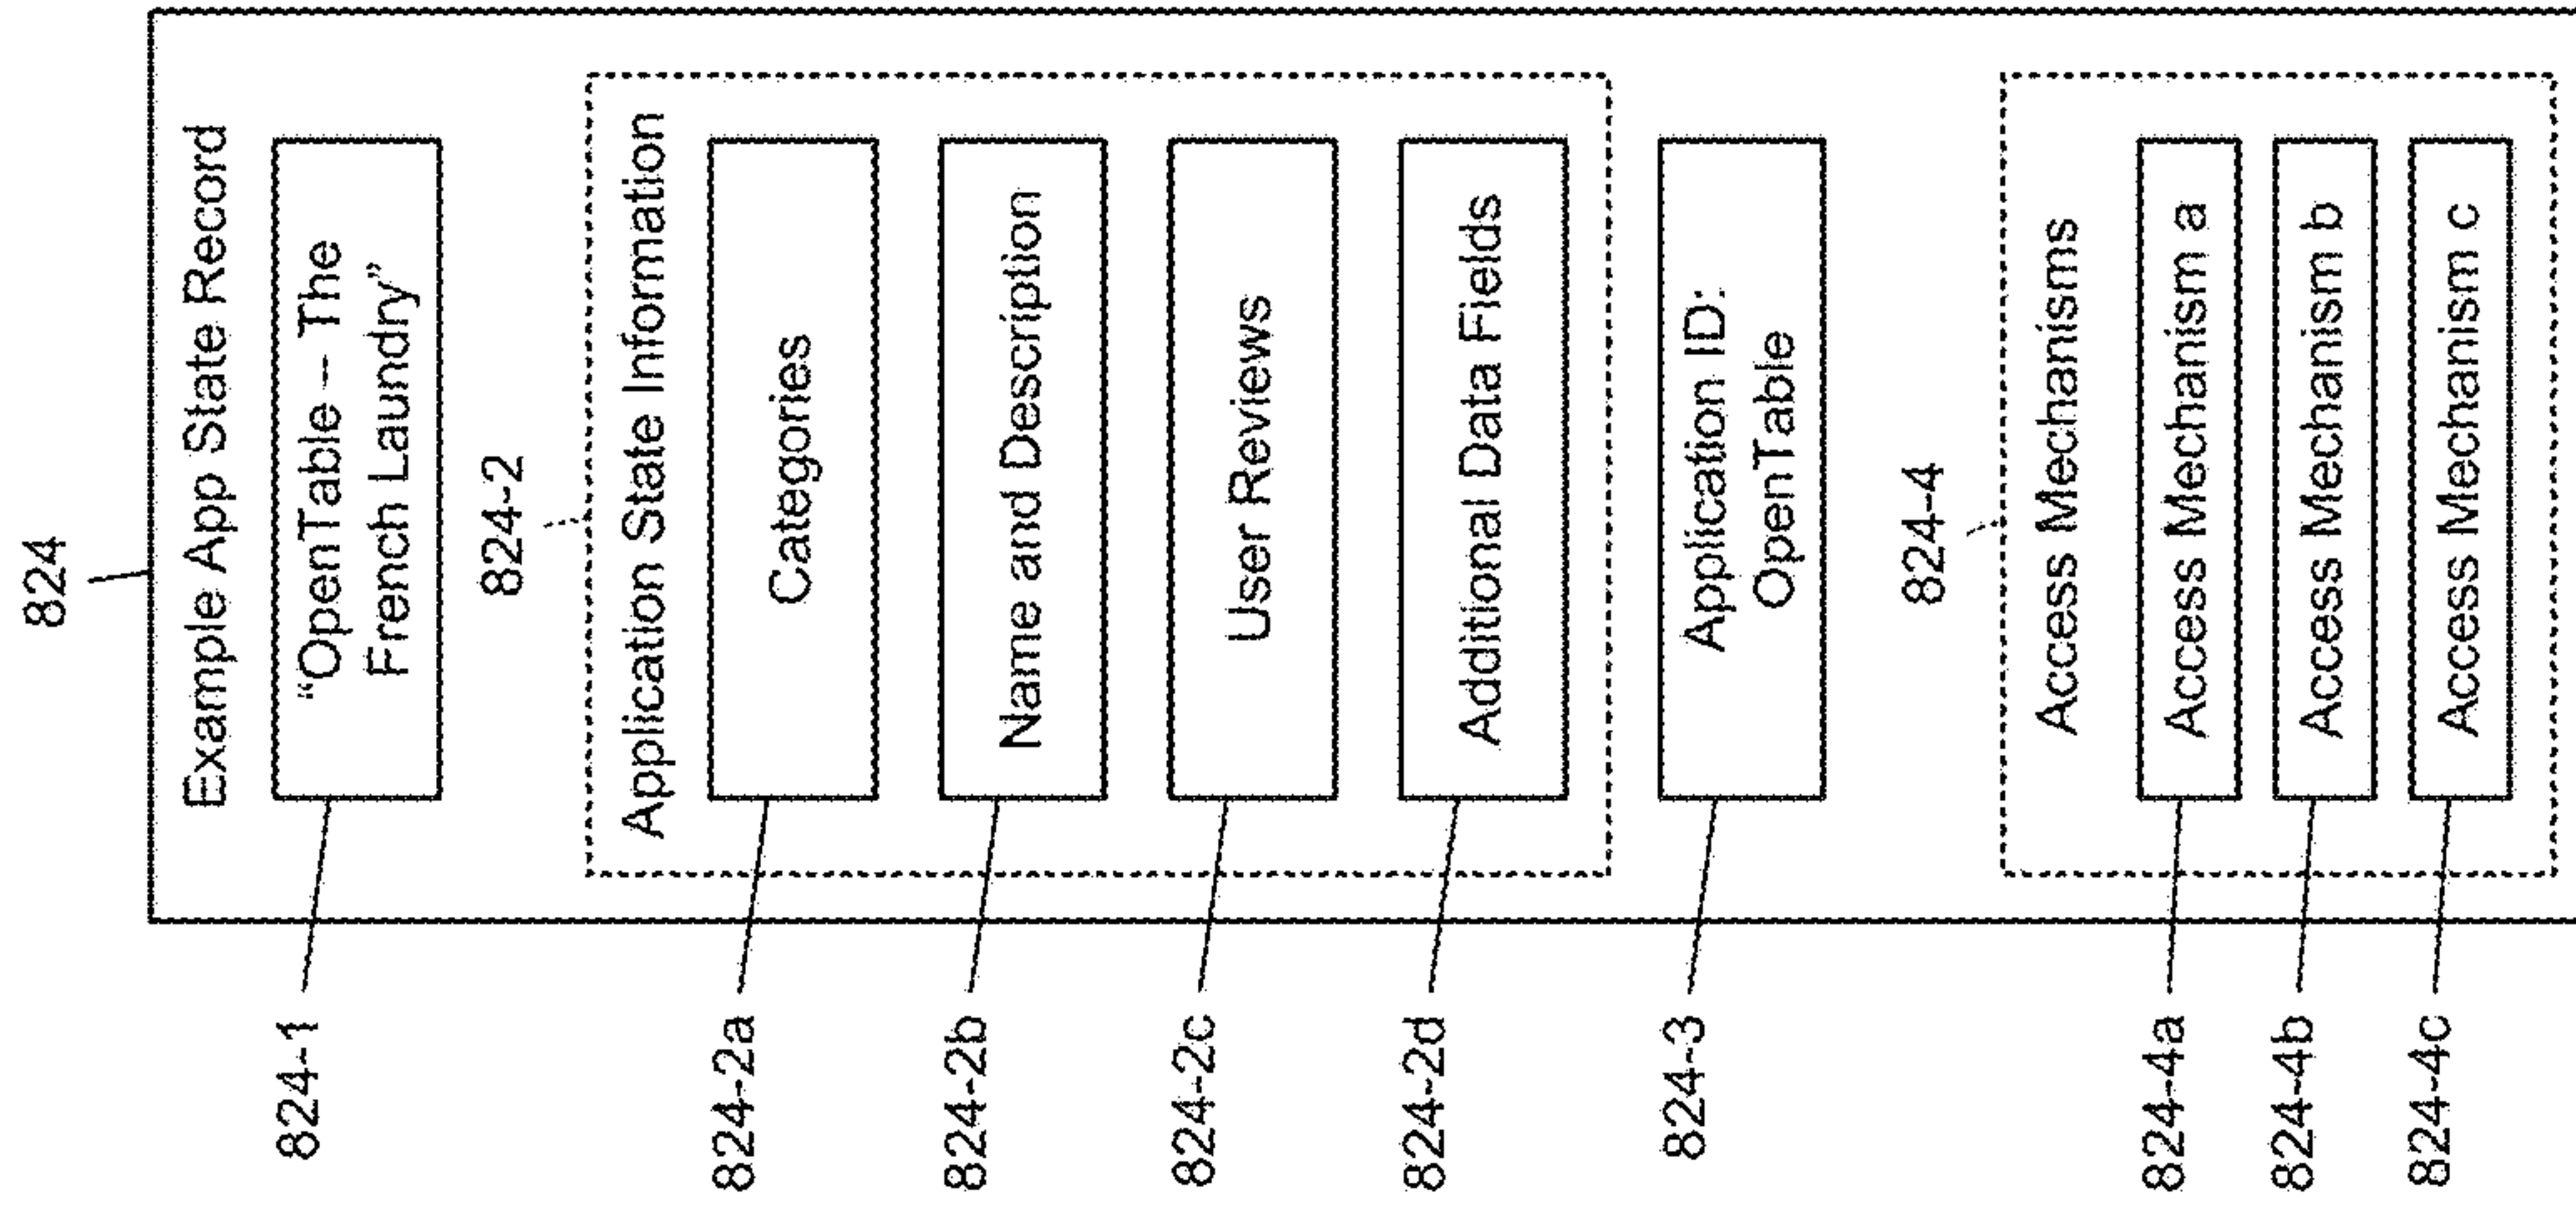 824
Example App State Record
824-1
“OpenTable – The
French Laundry”
824-2
Application State Information
824-2a
Categories
824-2b
Name and Description
824-2c
User Reviews
824-2d
Additional Data Fields
824-3
Application ID:
OpenTable
824-4
Access Mechanisms
824-4a
Access Mechanism a
824-4b
Access Mechanism b
824-4c
Access Mechanism c